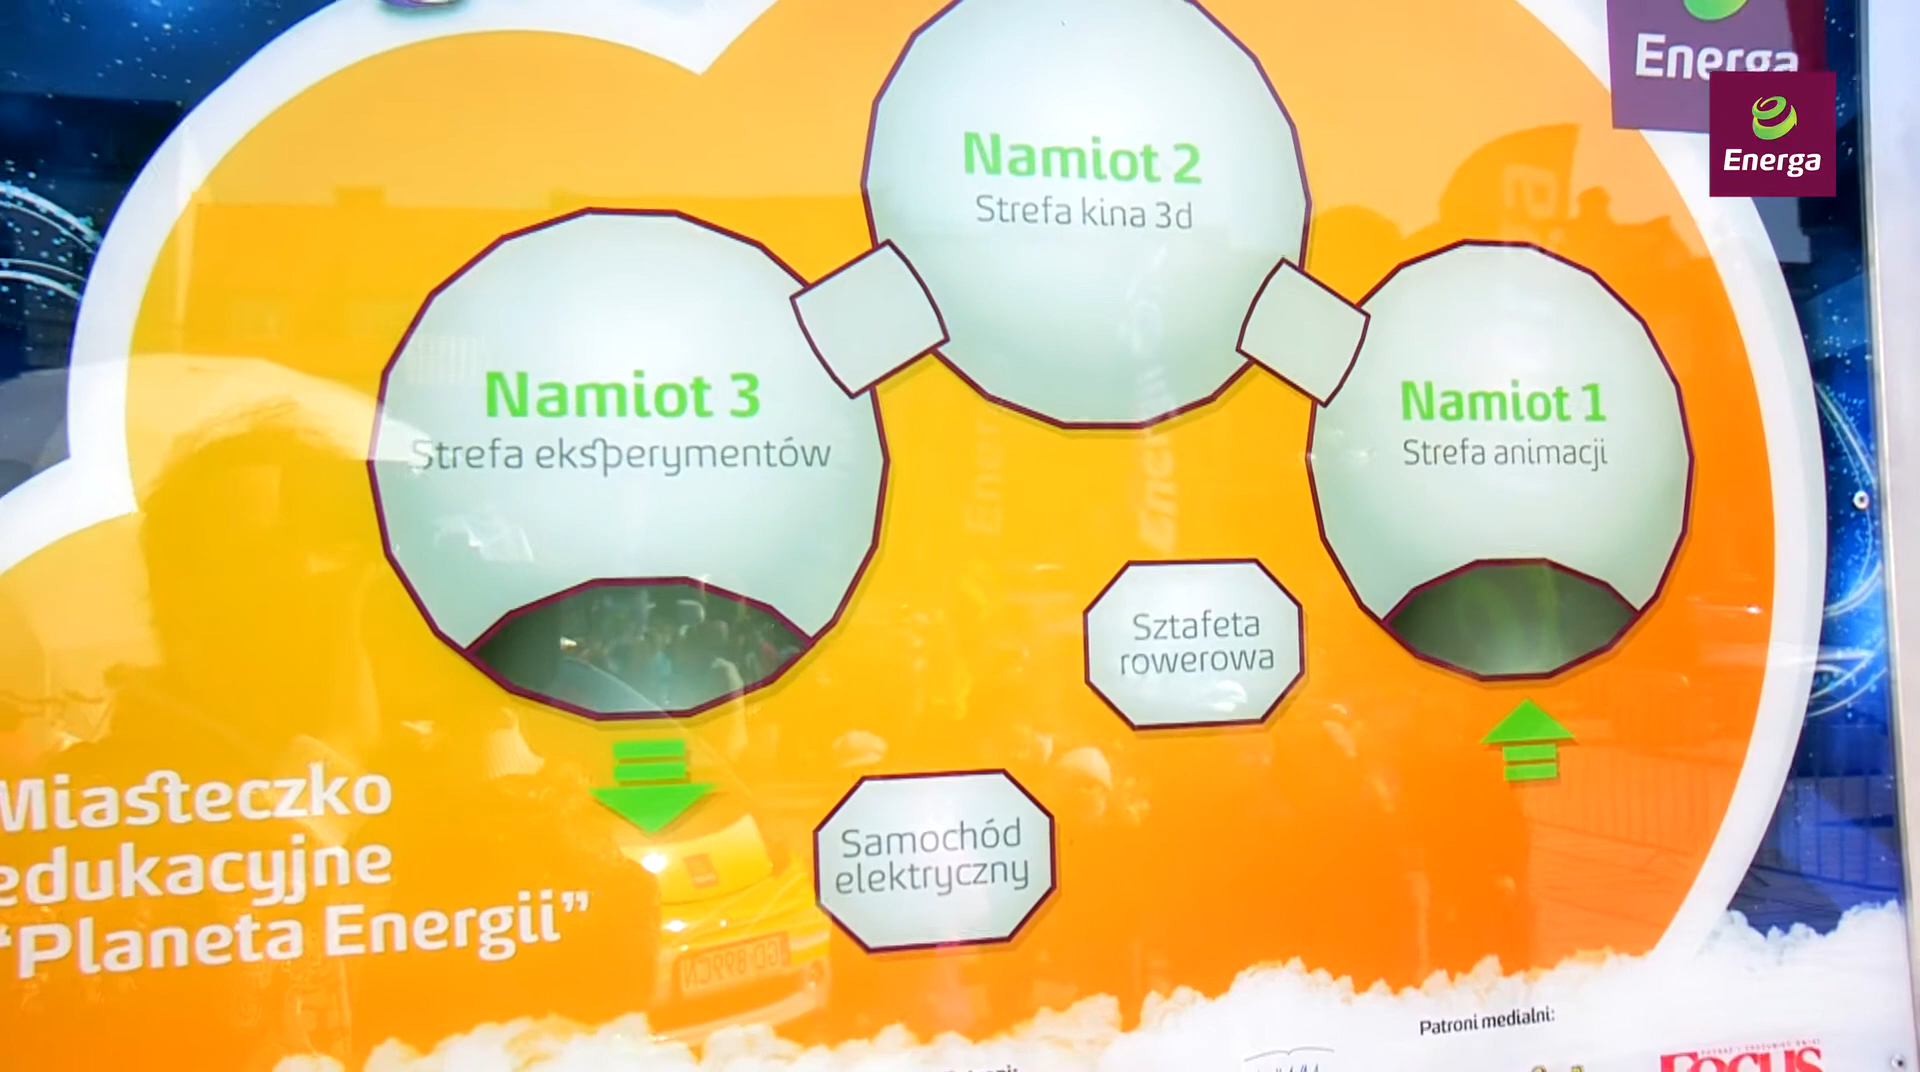 Energa
Energa
Namiot 2
Strefa kina 3d
Namiot 3
Strefa eksperymentów
Namiot 1
Strefa animacji
Sztafeta
rowerowa
Samochód
elektryczny
Miasteczko
edukacyjne
“Planeta Energii”
Patroni medialni:
FOCUS